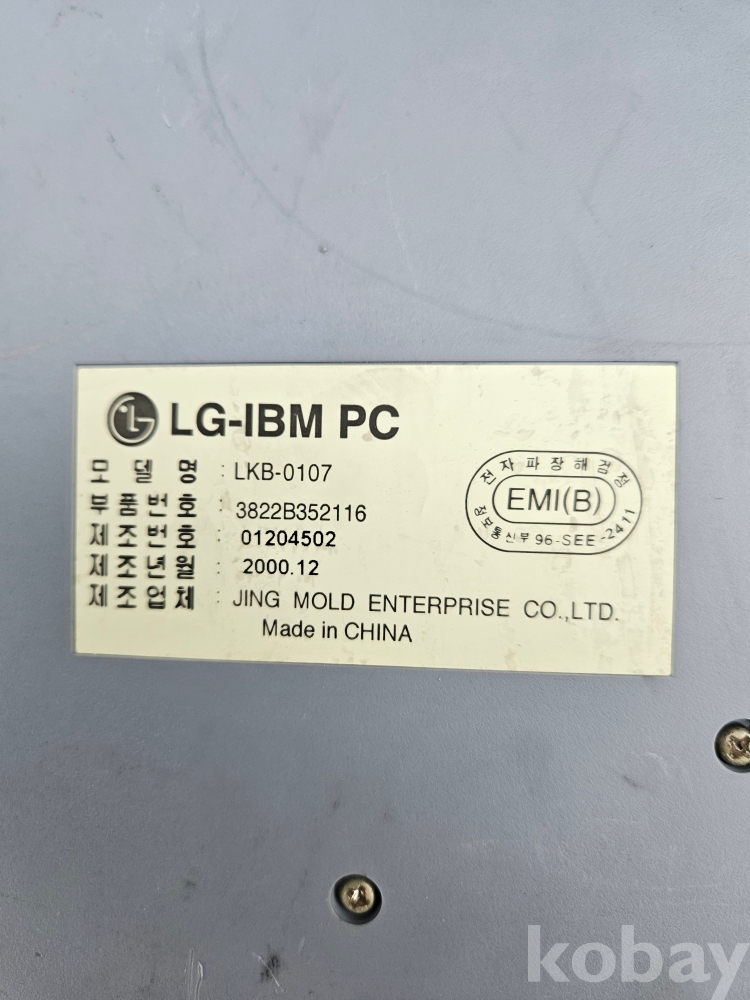 LG LG-IBM PC
모 델 명 : LKB-0107
부품번호 : 3822B352116
제조번호 : 01204502
제조년월 : 2000.12
제조업체 : JING MOLD ENTERPRISE CO.,LTD.
Made in CHINA
전자파장해검정
EMI(B)
정보통신부 96-SEE-2411
kobay